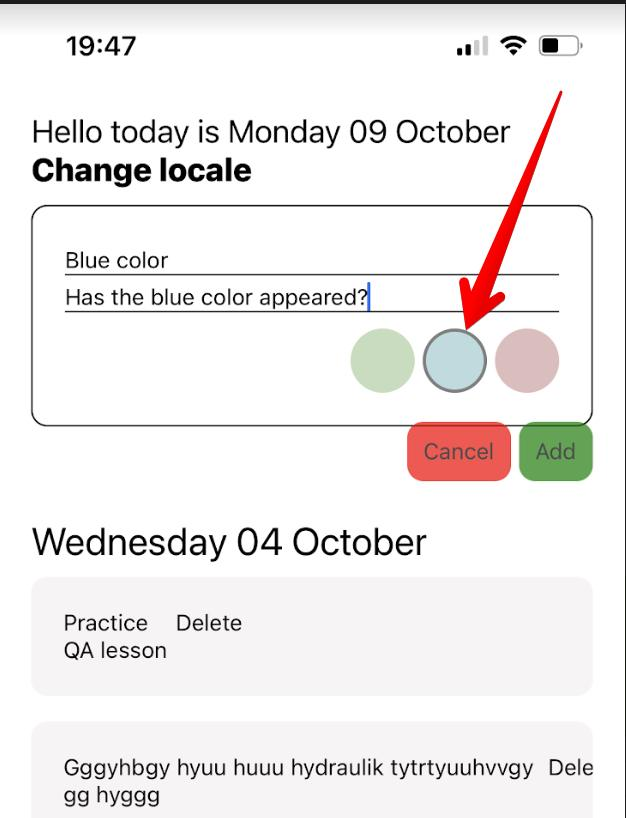 19:47
Hello today is Monday 09 October
Change locale
Blue color
Has the blue color appeared?
Cancel Add
Wednesday 04 October
Practice Delete
QA lesson
Gggyhbgy hyuu huuu hydraulik tytrtyuuhvvgy Dele
gg hyggg